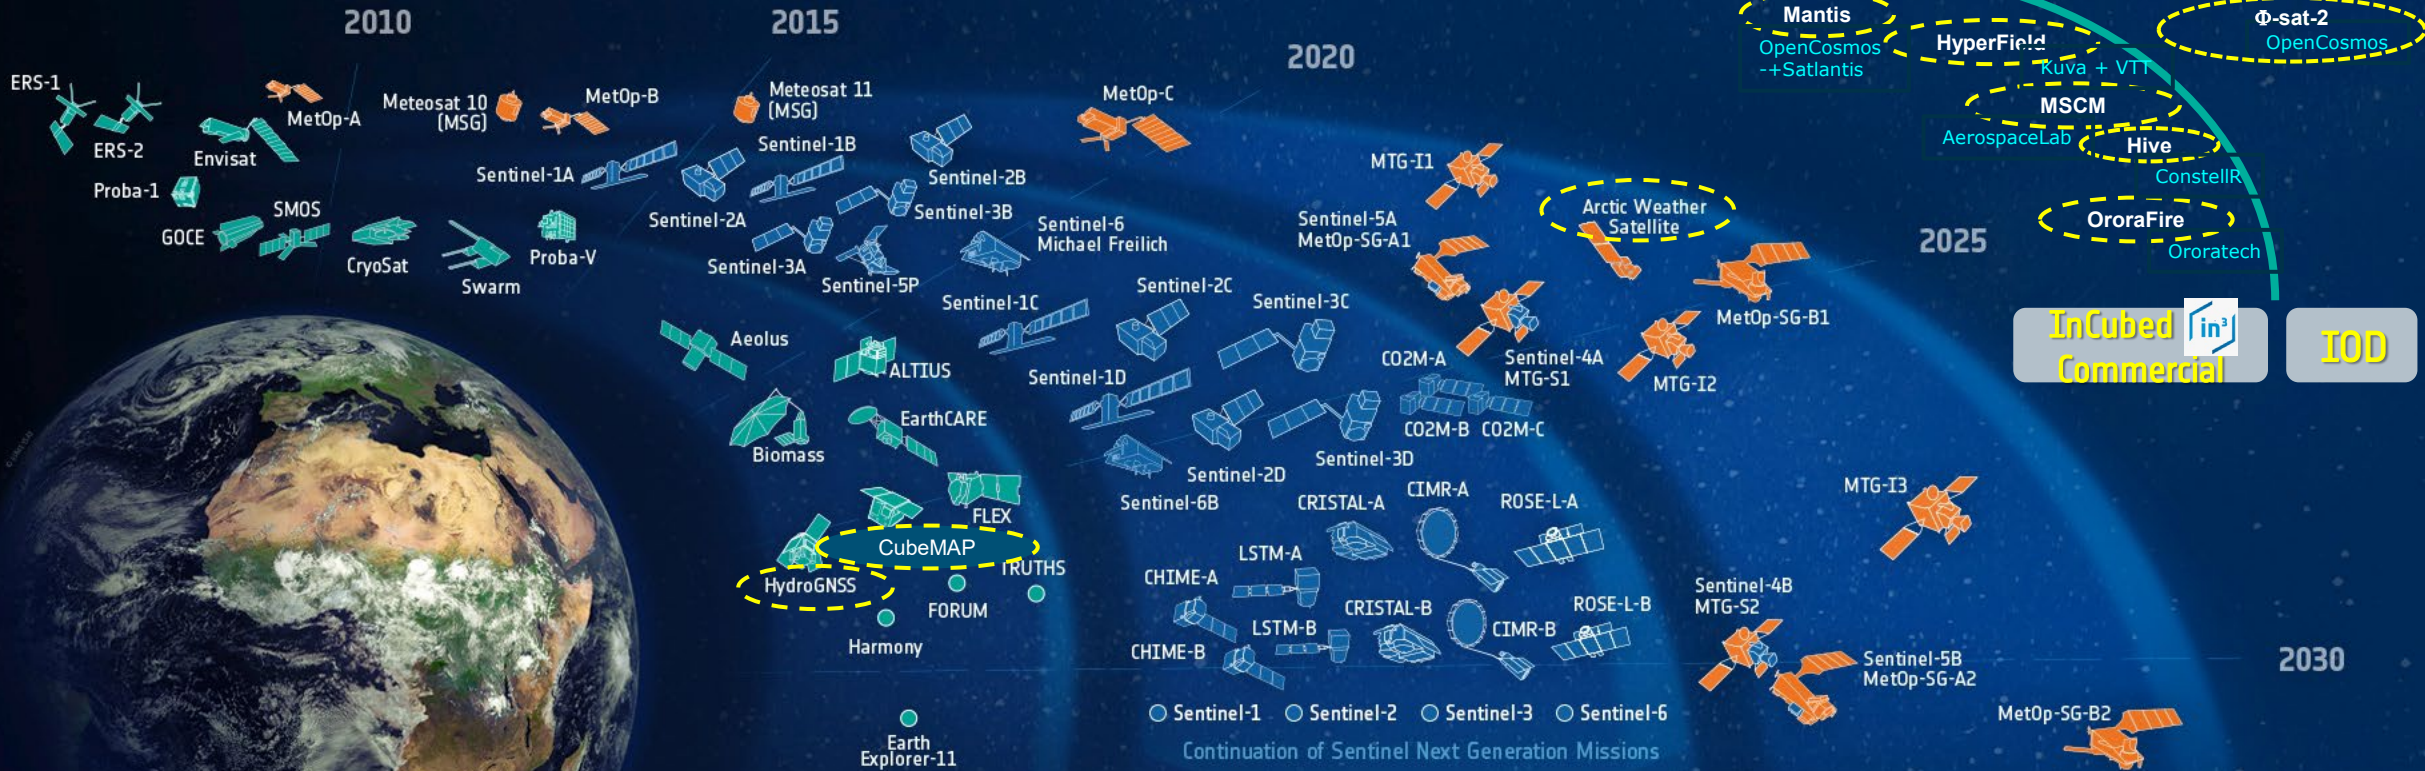 2010
2015
2020
2025
2030
ERS-1
ERS-2
MetOp-A
Envisat
Proba-1
GOCE
SMOS
CryoSat
Swarm
Proba-V
Meteosat 10
(MSG)
MetOp-B
Meteosat 11
(MSG)
MetOp-C
Sentinel-1A
Sentinel-1B
Sentinel-2A
Sentinel-2B
Sentinel-3A
Sentinel-3B
Sentinel-5P
Sentinel-6
Michael Freilich
Sentinel-1C
Sentinel-2C
Sentinel-3C
Sentinel-1D
Sentinel-2D
Sentinel-3D
Sentinel-6B
Aeolus
ALTIUS
Biomass
EarthCARE
FLEX
CubeMAP
HydroGNSS
FORUM
TRUTHS
Harmony
Earth
Explorer-11
MTG-I1
Sentinel-5A
MetOp-SG-A1
Arctic Weather
Satellite
MetOp-SG-B1
Sentinel-4A
MTG-S1
MTG-I2
CO2M-A
CO2M-B
CO2M-C
CRISTAL-A
CIMR-A
ROSE-L-A
LSTM-A
CHIME-A
CRISTAL-B
CIMR-B
ROSE-L-B
LSTM-B
CHIME-B
MTG-I3
Sentinel-4B
MTG-S2
Sentinel-5B
MetOp-SG-A2
MetOp-SG-B2
Sentinel-1
Sentinel-2
Sentinel-3
Sentinel-6
Continuation of Sentinel Next Generation Missions
Mantis
OpenCosmos
-+Satlantis
HyperField
Kuva + VTT
Φ-sat-2
OpenCosmos
MSCM
AerospaceLab
Hive
ConstellR
OroraFire
Ororatech
InCubed
Commercial
in³
IOD